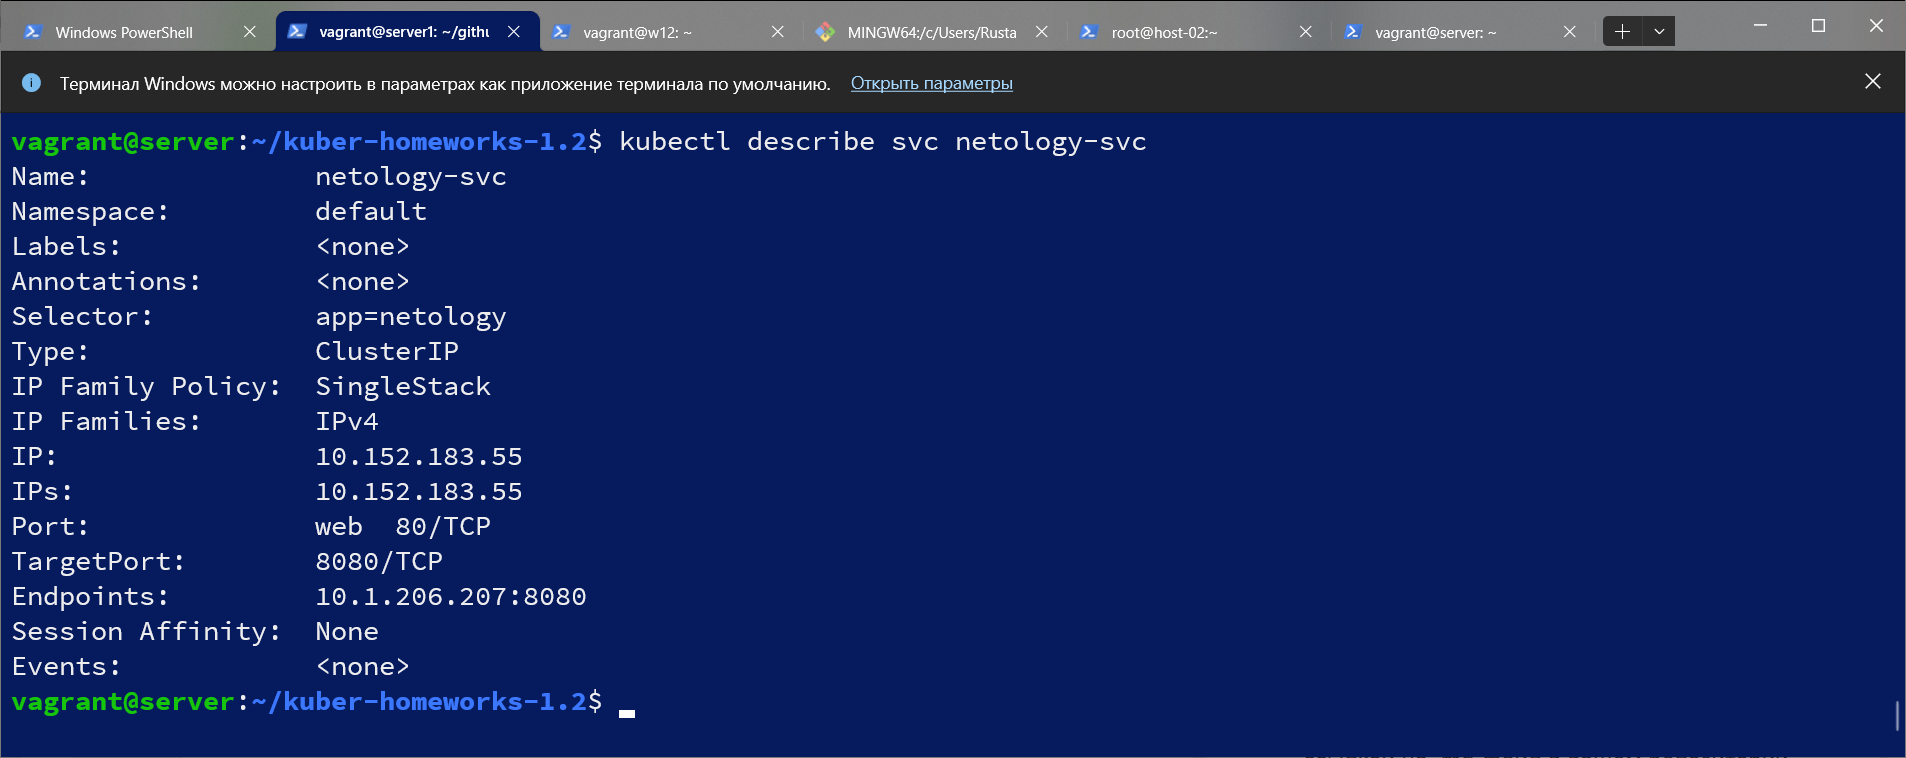 Windows PowerShell
vagrant@server1: ~/githu
vagrant@w12: ~
MINGW64:/c/Users/Rusta
root@host-02:~
vagrant@server: ~
Терминал Windows можно настроить в параметрах как приложение терминала по умолчанию. Открыть параметры
vagrant@server:~/kuber-homeworks-1.2$ kubectl describe svc netology-svc
Name: netology-svc
Namespace: default
Labels: <none>
Annotations: <none>
Selector: app=netology
Type: ClusterIP
IP Family Policy: SingleStack
IP Families: IPv4
IP: 10.152.183.55
IPs: 10.152.183.55
Port: web 80/TCP
TargetPort: 8080/TCP
Endpoints: 10.1.206.207:8080
Session Affinity: None
Events: <none>
vagrant@server:~/kuber-homeworks-1.2$